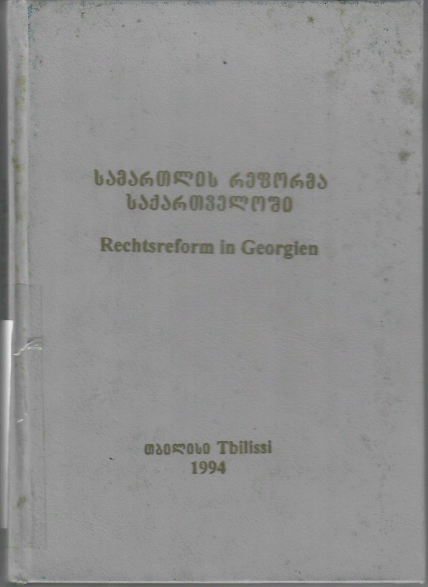 სამართლის რეფორმა
საქართველოში
Rechtsreform in Georgien
თბილისი Tbilissi
1994